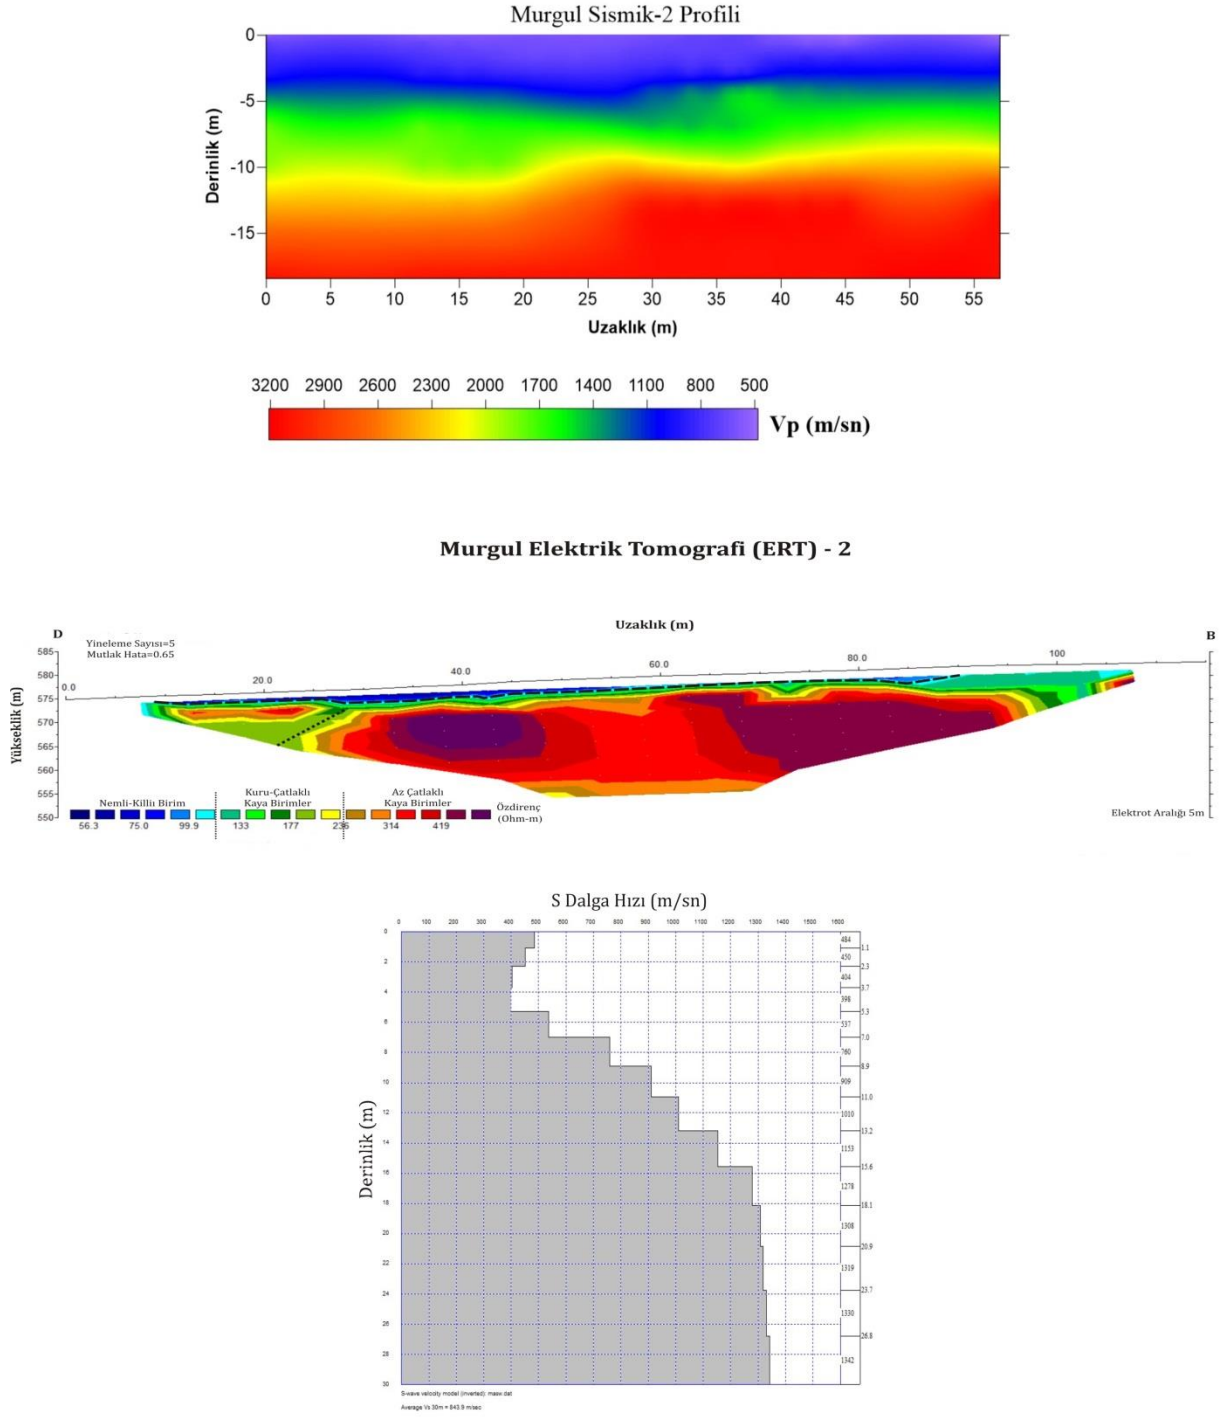 Murgul Sismik-2 Profili
0
-5
-10
-15
Derinlik (m)
0 5 10 15 20 25 30 35 40 45 50 55
Uzaklık (m)
3200 2900 2600 2300 2000 1700 1400 1100 800 500
Vp (m/sn)
Murgul Elektrik Tomografi (ERT) - 2
Uzaklık (m)
D B
Yineleme Sayısı=5
Mutlak Hata=0.65
585
580
575
570
565
560
555
550
Yükseklik (m)
0.0 20.0 40.0 60.0 80.0 100
Nemli-Killi Birim
Kuru-Çatlaklı
Kaya Birimler
Az Çatlaklı
Kaya Birimler
Özdirenç
(Ohm-m)
56.3 75.0 99.9 133 177 236 314 419
Elektrot Aralığı 5m
S Dalga Hızı (m/sn)
0 100 200 300 400 500 600 700 800 900 1000 1100 1200 1300 1400 1500 1600
0
2
4
6
8
10
12
14
16
18
20
22
24
26
28
30
Derinlik (m)
484
1.1
450
2.3
404
3.7
398
5.3
537
7.0
760
8.9
909
11.0
1010
13.2
1153
15.6
1278
18.1
1308
20.9
1319
23.7
1330
26.8
1342
S-wave velocity model (inverted): masw.dat
Average Vs 30m = 843.9 m/sec